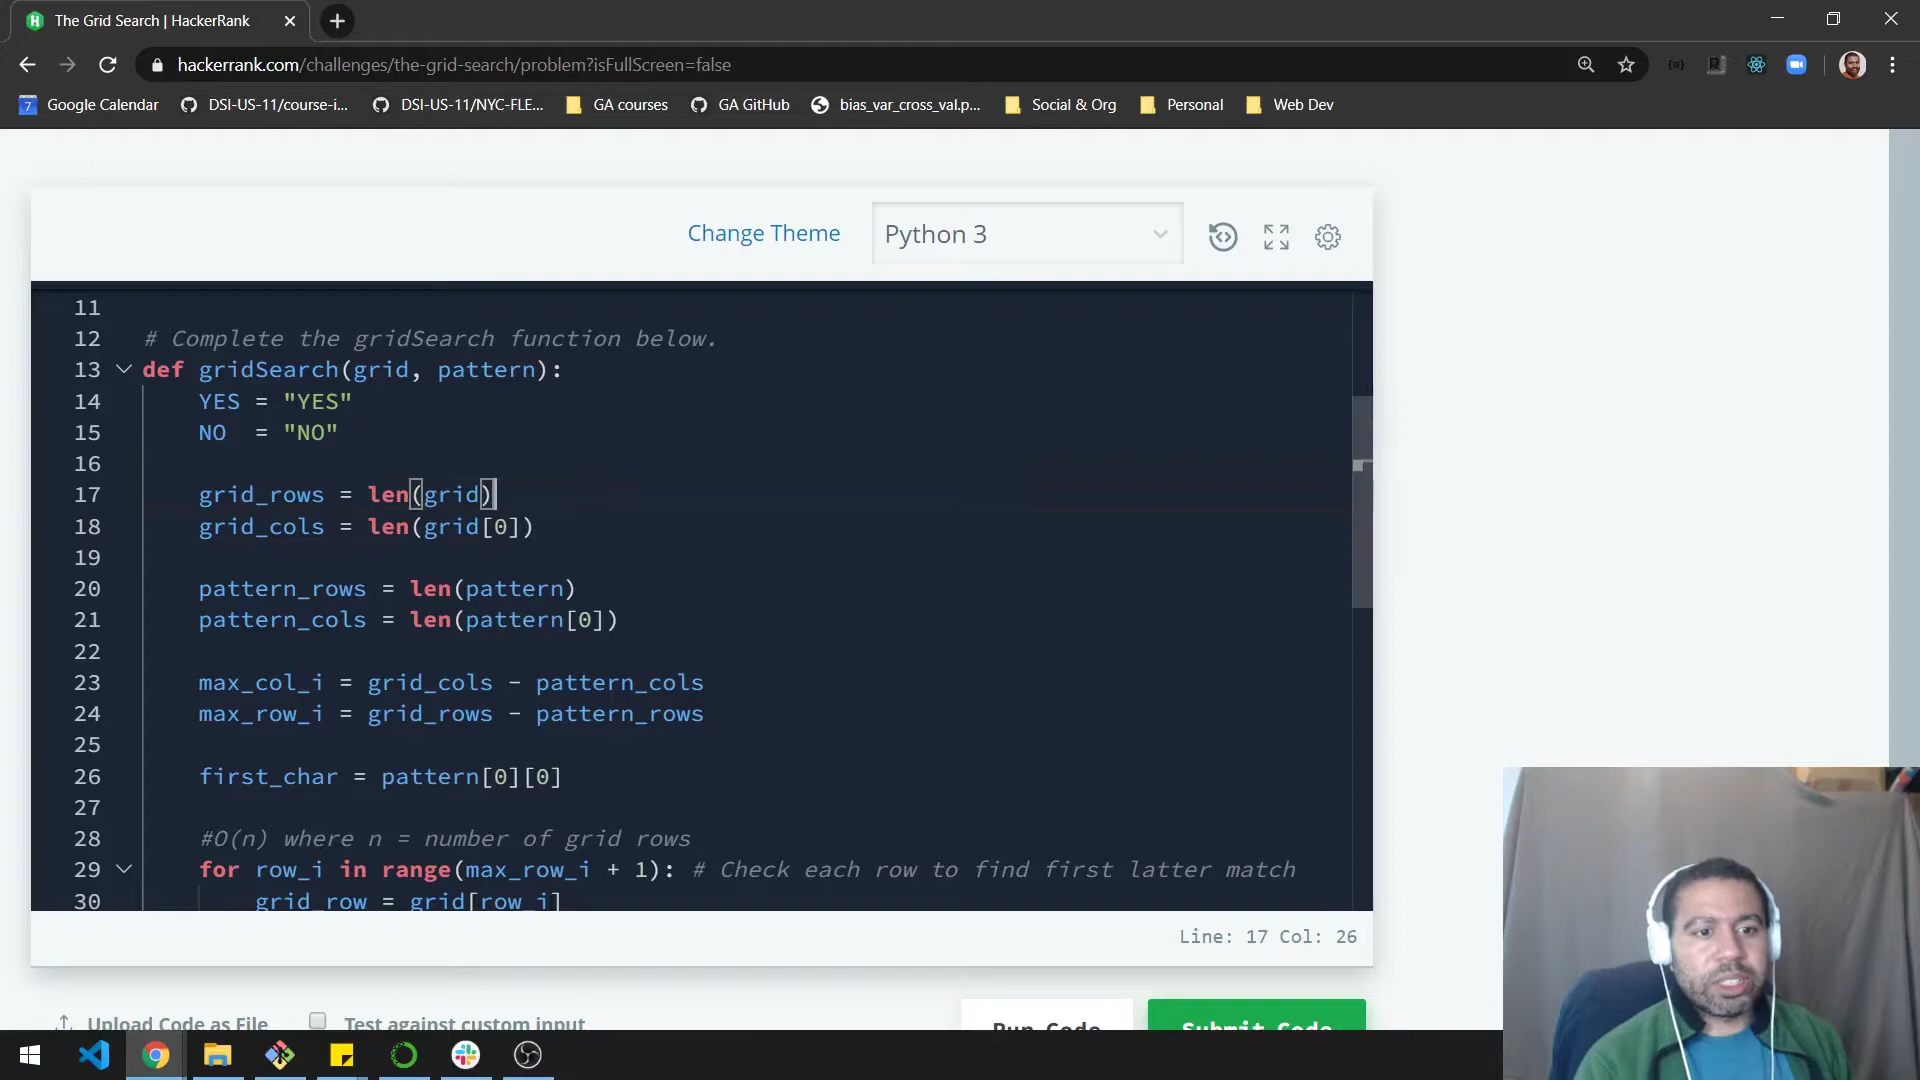 The Grid Search | HackerRank
hackerrank.com/challenges/the-grid-search/problem?isFullScreen=false
7 Google Calendar DSI-US-11/course-i... DSI-US-11/NYC-FLE... GA courses GA GitHub bias_var_cross_val.p... Social & Org Personal Web Dev
Change Theme Python 3
11
12 # Complete the gridSearch function below.
13 def gridSearch(grid, pattern):
14 YES = "YES"
15 NO = "NO"
16
17 grid_rows = len(grid)
18 grid_cols = len(grid[0])
19
20 pattern_rows = len(pattern)
21 pattern_cols = len(pattern[0])
22
23 max_col_i = grid_cols - pattern_cols
24 max_row_i = grid_rows - pattern_rows
25
26 first_char = pattern[0][0]
27
28 #O(n) where n = number of grid rows
29 for row_i in range(max_row_i + 1): # Check each row to find first latter match
30 grid_row = grid[row_i]
Line: 17 Col: 26
Upload Code as File Test against custom input Run Code Submit Code